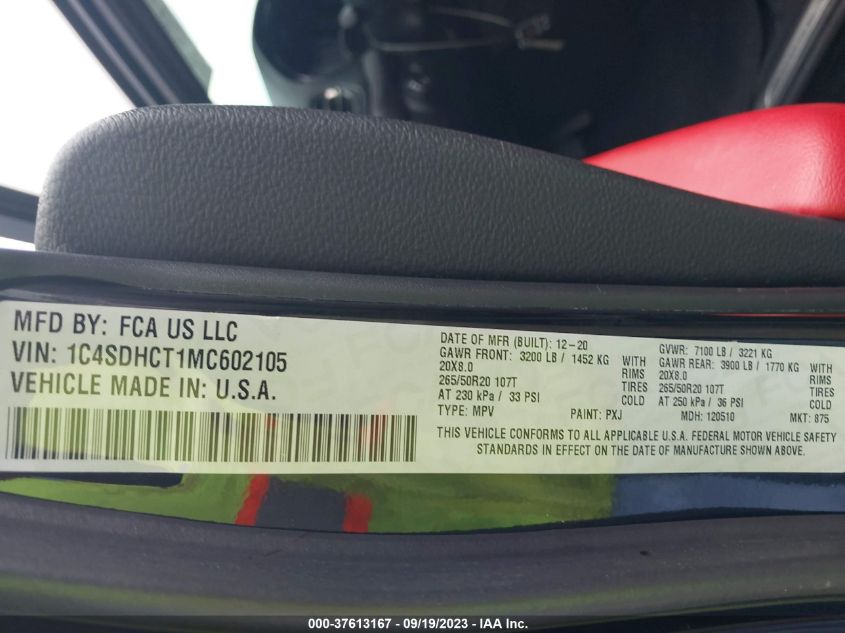 MFD BY: FCA US LLC
VIN: 1C4SDHCT1MC602105
VEHICLE MADE IN: U.S.A.
DATE OF MFR (BUILT): 12-20
GAWR FRONT: 3200 LB / 1452 KG WITH
20X8.0 RIMS
265/50R20 107T TIRES
AT 230 kPa / 33 PSI COLD
TYPE: MPV PAINT: PXJ
GVWR: 7100 LB / 3221 KG
GAWR REAR: 3900 LB / 1770 KG WITH
20X8.0 RIMS
265/50R20 107T TIRES
AT 250 kPa / 36 PSI COLD
MDH: 120510 MKT: 875
THIS VEHICLE CONFORMS TO ALL APPLICABLE U.S.A. FEDERAL MOTOR VEHICLE SAFETY
STANDARDS IN EFFECT ON THE DATE OF MANUFACTURE SHOWN ABOVE.
000-37613167 - 09/19/2023 - IAA Inc.